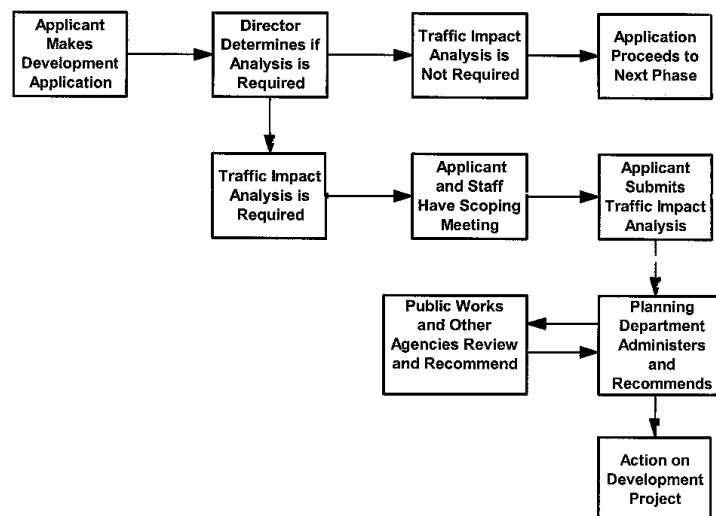 Applicant
Makes
Development
Application
Director
Determines if
Analysis is
Required
Traffic Impact
Analysis is
Not Required
Application
Proceeds to
Next Phase
Traffic Impact
Analysis is
Required
Applicant
and Staff
Have Scoping
Meeting
Applicant
Submits
Traffic Impact
Analysis
Public Works
and Other
Agencies Review
and Recommend
Planning
Department
Administers
and
Recommends
Action on
Development
Project